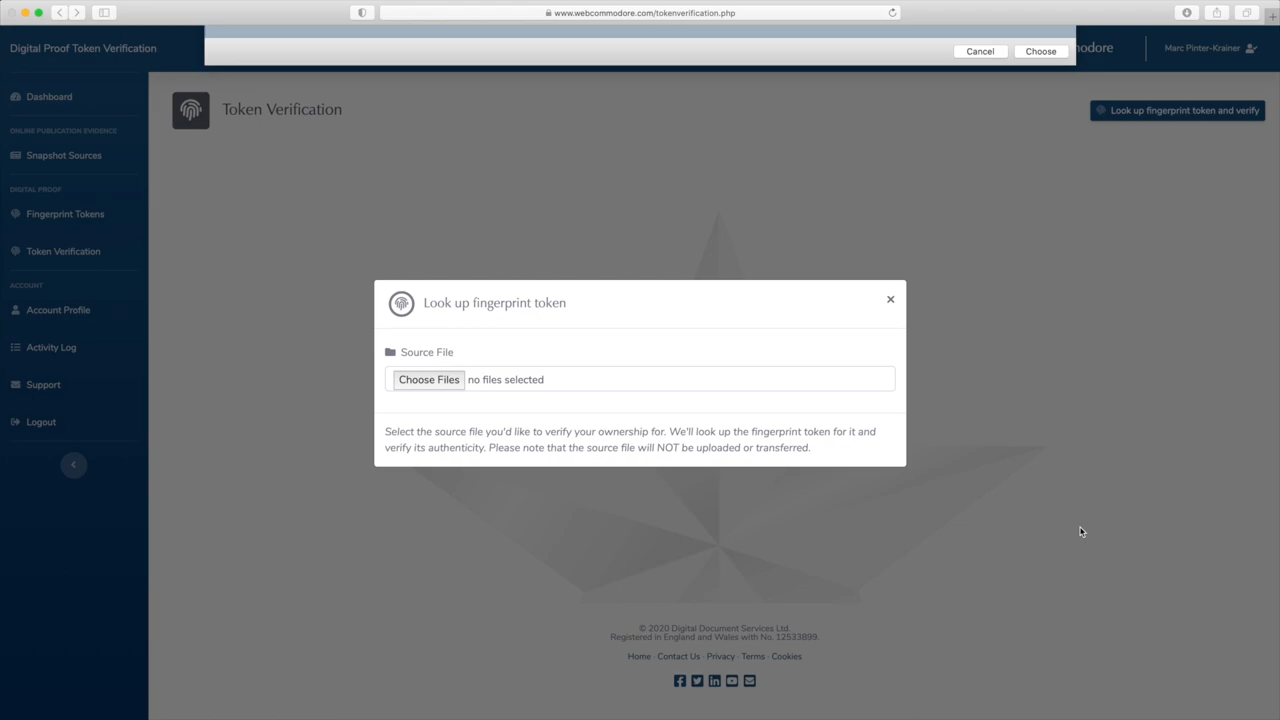 www.webcommodore.com/tokenverification.php
Digital Proof Token Verification
Cancel
Choose
Marc Pinter-Krainer
Dashboard
ONLINE PUBLICATION EVIDENCE
Snapshot Sources
DIGITAL PROOF
Fingerprint Tokens
Token Verification
ACCOUNT
Account Profile
Activity Log
Support
Logout
Token Verification
Look up fingerprint token and verify
Look up fingerprint token
×
Source File
Choose Files no files selected
Select the source file you'd like to verify your ownership for. We'll look up the fingerprint token for it and
verify its authenticity. Please note that the source file will NOT be uploaded or transferred.
© 2020 Digital Document Services Ltd.
Registered in England and Wales with No. 12533899.
Home · Contact Us · Privacy · Terms · Cookies